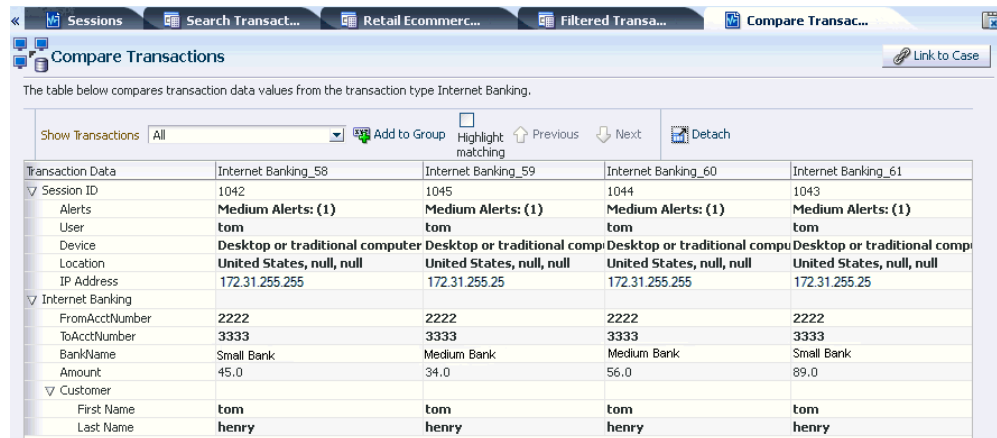 « Sessions Search Transact... Retail Ecommerc... Filtered Transa... Compare Transac...
Compare Transactions Link to Case
The table below compares transaction data values from the transaction type Internet Banking.
Show Transactions All Add to Group Highlight matching Previous Next Detach
Transaction Data Internet Banking_58 Internet Banking_59 Internet Banking_60 Internet Banking_61
Session ID 1042 1045 1044 1043
Alerts Medium Alerts: (1) Medium Alerts: (1) Medium Alerts: (1) Medium Alerts: (1)
User tom tom tom tom
Device Desktop or traditional computer Desktop or traditional comp Desktop or traditional compu Desktop or traditional comp
Location United States, null, null United States, null, null United States, null, null United States, null, null
IP Address 172.31.255.255 172.31.255.25 172.31.255.255 172.31.255.25
Internet Banking
FromAcctNumber 2222 2222 2222 2222
ToAcctNumber 3333 3333 3333 3333
BankName Small Bank Medium Bank Medium Bank Small Bank
Amount 45.0 34.0 56.0 89.0
Customer
First Name tom tom tom tom
Last Name henry henry henry henry